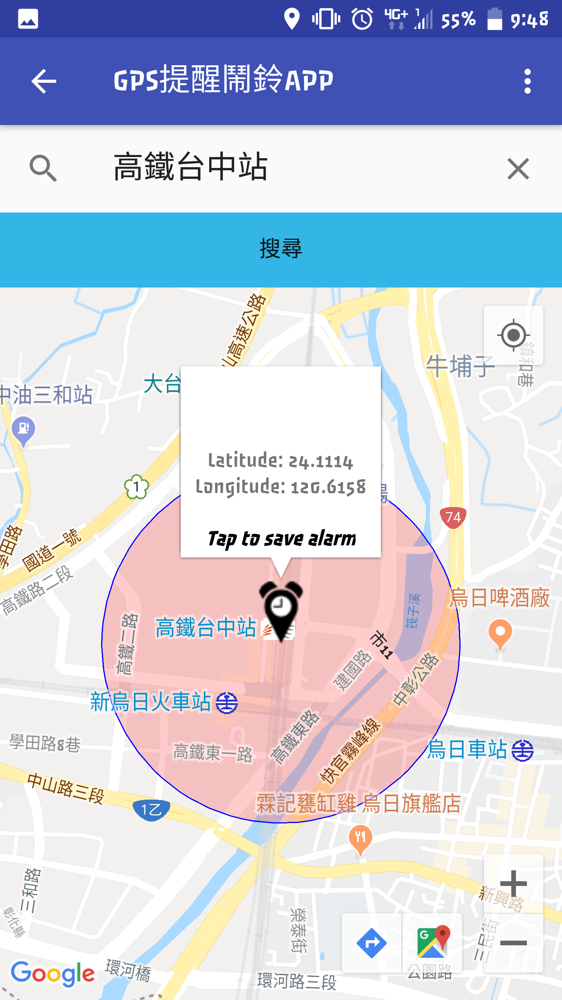 4G+ 1 55% 9:48
GPS提醒鬧鈴APP
高鐵台中站
搜尋
山高速公路
鎮和巷
牛埔子
大台
中油三和站
Latitude: 24.1114
Longitude: 120.6158
Tap to save alarm
1
場
74
學田路
國道一號
高鐵路二段
烏日啤酒廠
筏子溪
高鐵台中站
高鐵二路
市11
建國路
中彰公路
新烏日火車站
高鐵東路
快官霧峰線
學田路8巷
高鐵東一路
烏日車站
中山路三段
霖記甕缸雞 烏日旗艦店
1乙
三和路
新興路
彰化縣
榮泰街
三民街
G
公園路
Google
環河橋
環河路三段